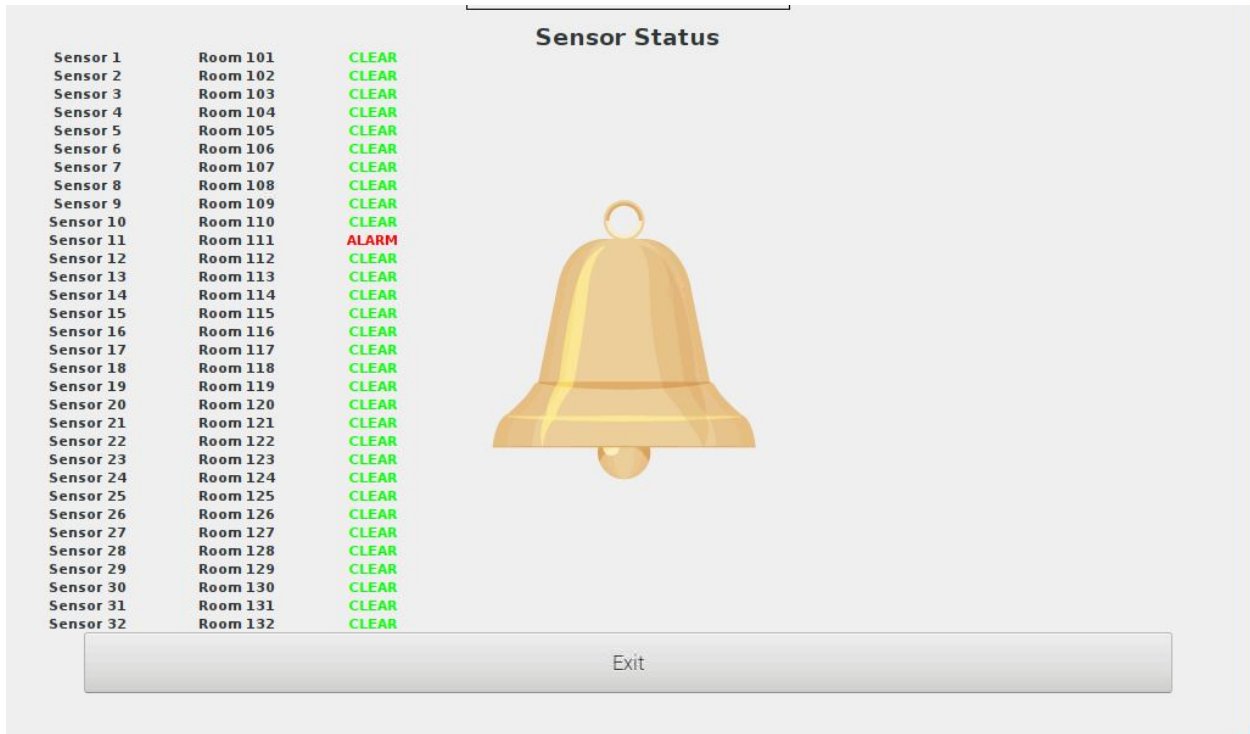 Sensor Status
Sensor 1 Room 101 CLEAR
Sensor 2 Room 102 CLEAR
Sensor 3 Room 103 CLEAR
Sensor 4 Room 104 CLEAR
Sensor 5 Room 105 CLEAR
Sensor 6 Room 106 CLEAR
Sensor 7 Room 107 CLEAR
Sensor 8 Room 108 CLEAR
Sensor 9 Room 109 CLEAR
Sensor 10 Room 110 CLEAR
Sensor 11 Room 111 ALARM
Sensor 12 Room 112 CLEAR
Sensor 13 Room 113 CLEAR
Sensor 14 Room 114 CLEAR
Sensor 15 Room 115 CLEAR
Sensor 16 Room 116 CLEAR
Sensor 17 Room 117 CLEAR
Sensor 18 Room 118 CLEAR
Sensor 19 Room 119 CLEAR
Sensor 20 Room 120 CLEAR
Sensor 21 Room 121 CLEAR
Sensor 22 Room 122 CLEAR
Sensor 23 Room 123 CLEAR
Sensor 24 Room 124 CLEAR
Sensor 25 Room 125 CLEAR
Sensor 26 Room 126 CLEAR
Sensor 27 Room 127 CLEAR
Sensor 28 Room 128 CLEAR
Sensor 29 Room 129 CLEAR
Sensor 30 Room 130 CLEAR
Sensor 31 Room 131 CLEAR
Sensor 32 Room 132 CLEAR
Exit